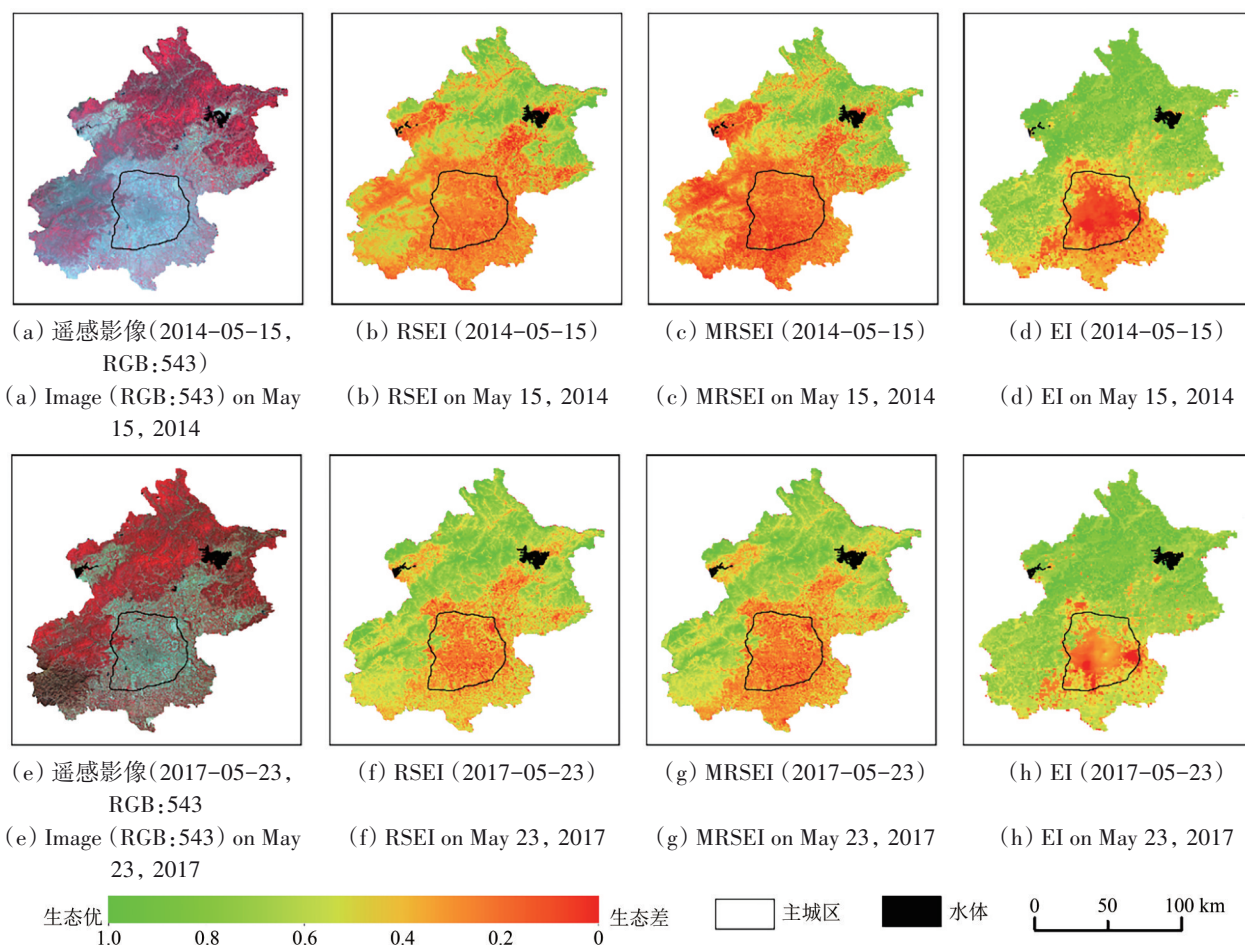 (a) 遥感影像(2014-05-15,
RGB:543)
(b) RSEI (2014-05-15)
(c) MRSEI (2014-05-15)
(d) EI (2014-05-15)
(a) Image (RGB:543) on May
15, 2014
(b) RSEI on May 15, 2014
(c) MRSEI on May 15, 2014
(d) EI on May 15, 2014
(e) 遥感影像(2017-05-23,
RGB:543
(f) RSEI (2017-05-23)
(g) MRSEI (2017-05-23)
(h) EI (2017-05-23)
(e) Image (RGB:543) on May
23, 2017
(f) RSEI on May 23, 2017
(g) MRSEI on May 23, 2017
(h) EI on May 23, 2017
生态优
生态差
1.0 0.8 0.6 0.4 0.2 0
主城区
水体
0 50 100 km